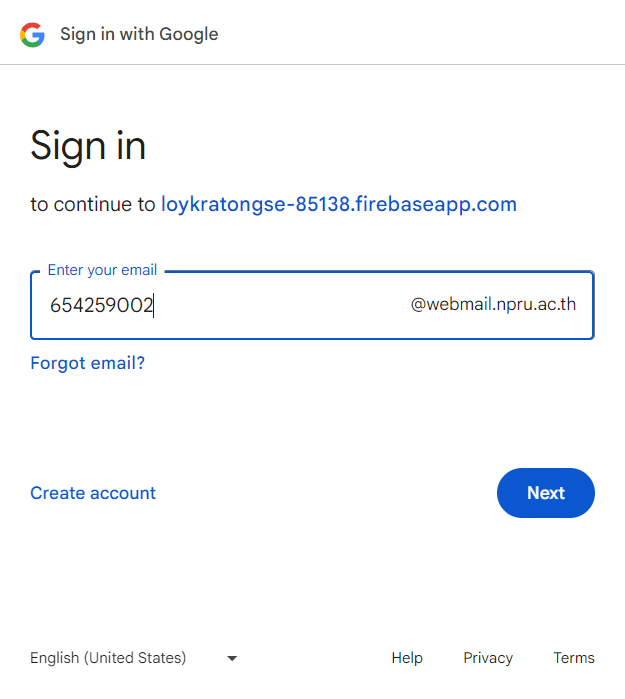 Sign in with Google
Sign in
to continue to loykratongse-85138.firebaseapp.com
Enter your email
654259002 @webmail.npru.ac.th
Forgot email?
Create account Next
English (United States) Help Privacy Terms